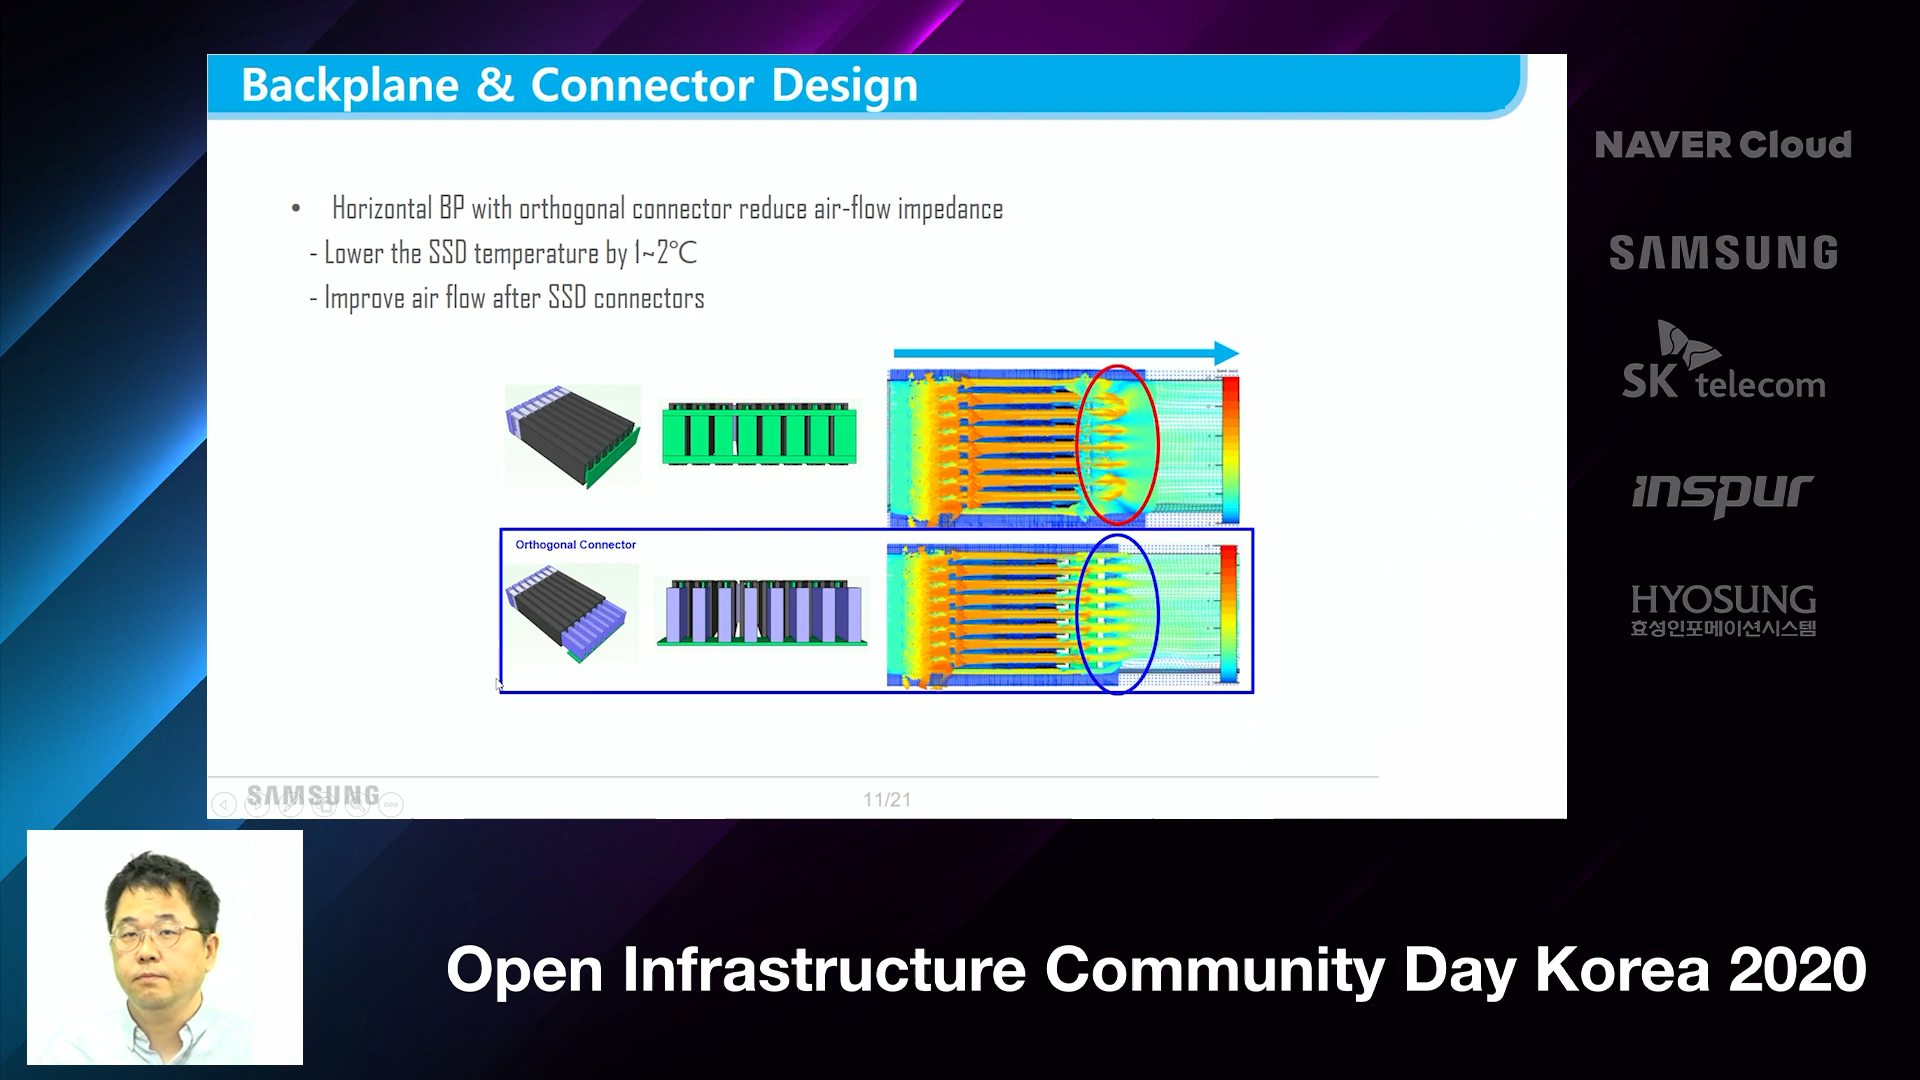 Backplane & Connector Design
• Horizontal BP with orthogonal connector reduce air-flow impedance
- Lower the SSD temperature by 1~2℃
- Improve air flow after SSD connectors
Orthogonal Connector
SAMSUNG
11/21
NAVER Cloud
SAMSUNG
SK telecom
inspur
HYOSUNG
효성인포메이션시스템
Open Infrastructure Community Day Korea 2020